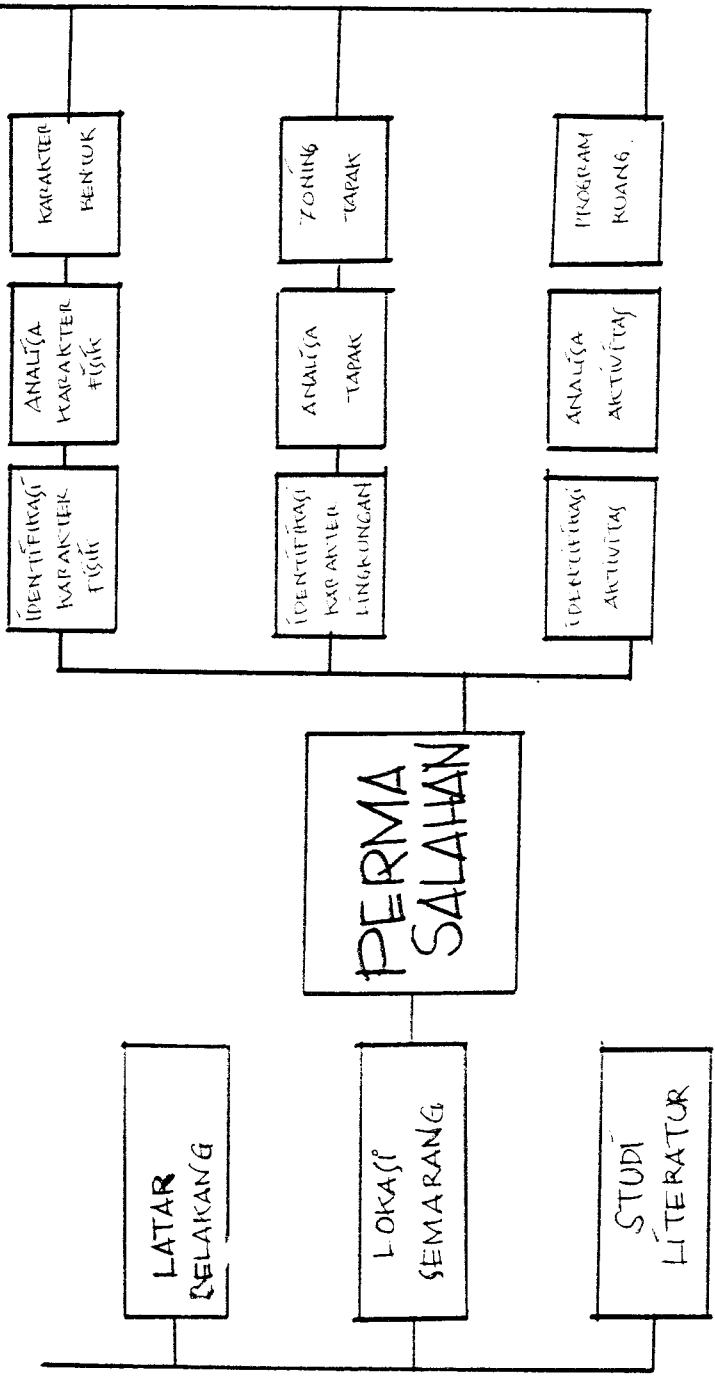 LATAR
BELAKANG
LOKASI
SEMARANG
STUDI
LITERATUR
PERMA
SALAHAN
IDENTIFIKASI
KARAKTER
FISIK
ANALISA
KARAKTER
FISIK
KARAKTER
BENTUK
IDENTIFIKASI
KARAKTER
LINGKUNGAN
ANALISA
TAPAK
ZONING
TAPAK
IDENTIFIKASI
AKTIVITAS
ANALISA
AKTIVITAS
PROGRAM
RUANG.